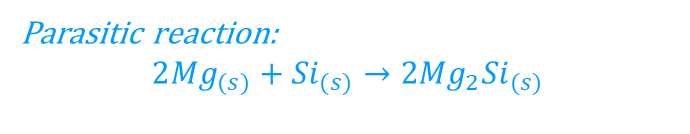 Parasitic reaction:
2Mg₍ₛ₎ + Si₍ₛ₎ → 2Mg₂Si₍ₛ₎